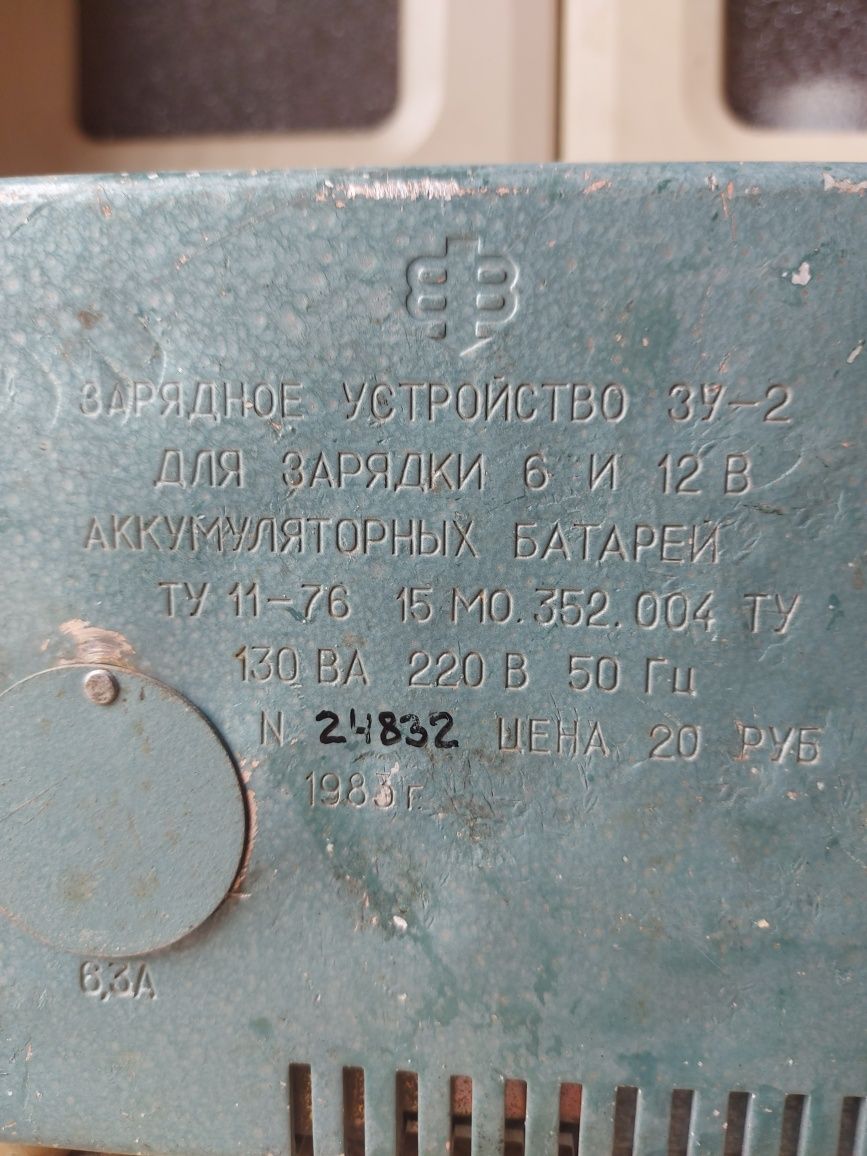 ЗАРЯДНОЕ УСТРОЙСТВО ЗУ-2
ДЛЯ ЗАРЯДКИ 6 И 12 В
АККУМУЛЯТОРНЫХ БАТАРЕЙ
ТУ 11-76 15 МО.352.004 ТУ
130 ВА 220 В 50 Гц
N 24832 ЦЕНА 20 РУБ
1983 г.
6,3А